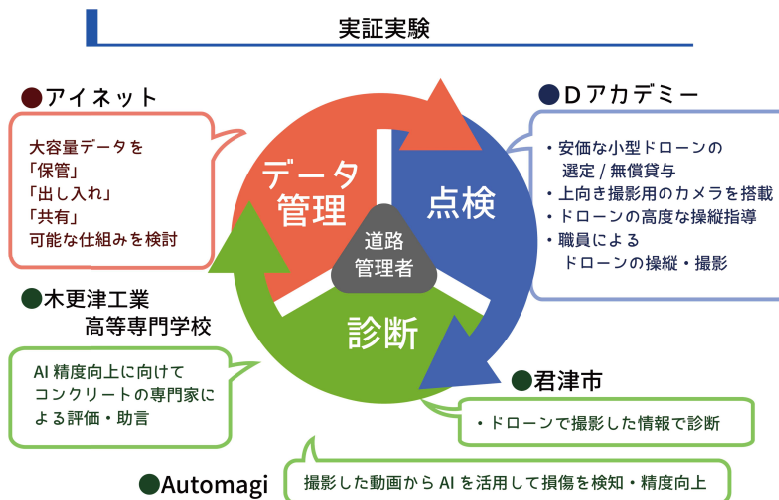 実証実験
●アイネット
大容量データを
「保管」
「出し入れ」
「共有」
可能な仕組みを検討
●Dアカデミー
・安価な小型ドローンの
選定/無償貸与
・上向き撮影用のカメラを搭載
・ドローンの高度な操縦指導
・職員による
ドローンの操縦・撮影
データ
管理
点検
道路
管理者
診断
●木更津工業
高等専門学校
AI精度向上に向けて
コンクリートの専門家に
よる評価・助言
●君津市
・ドローンで撮影した情報で診断
●Automagi
撮影した動画からAIを活用して損傷を検知・精度向上